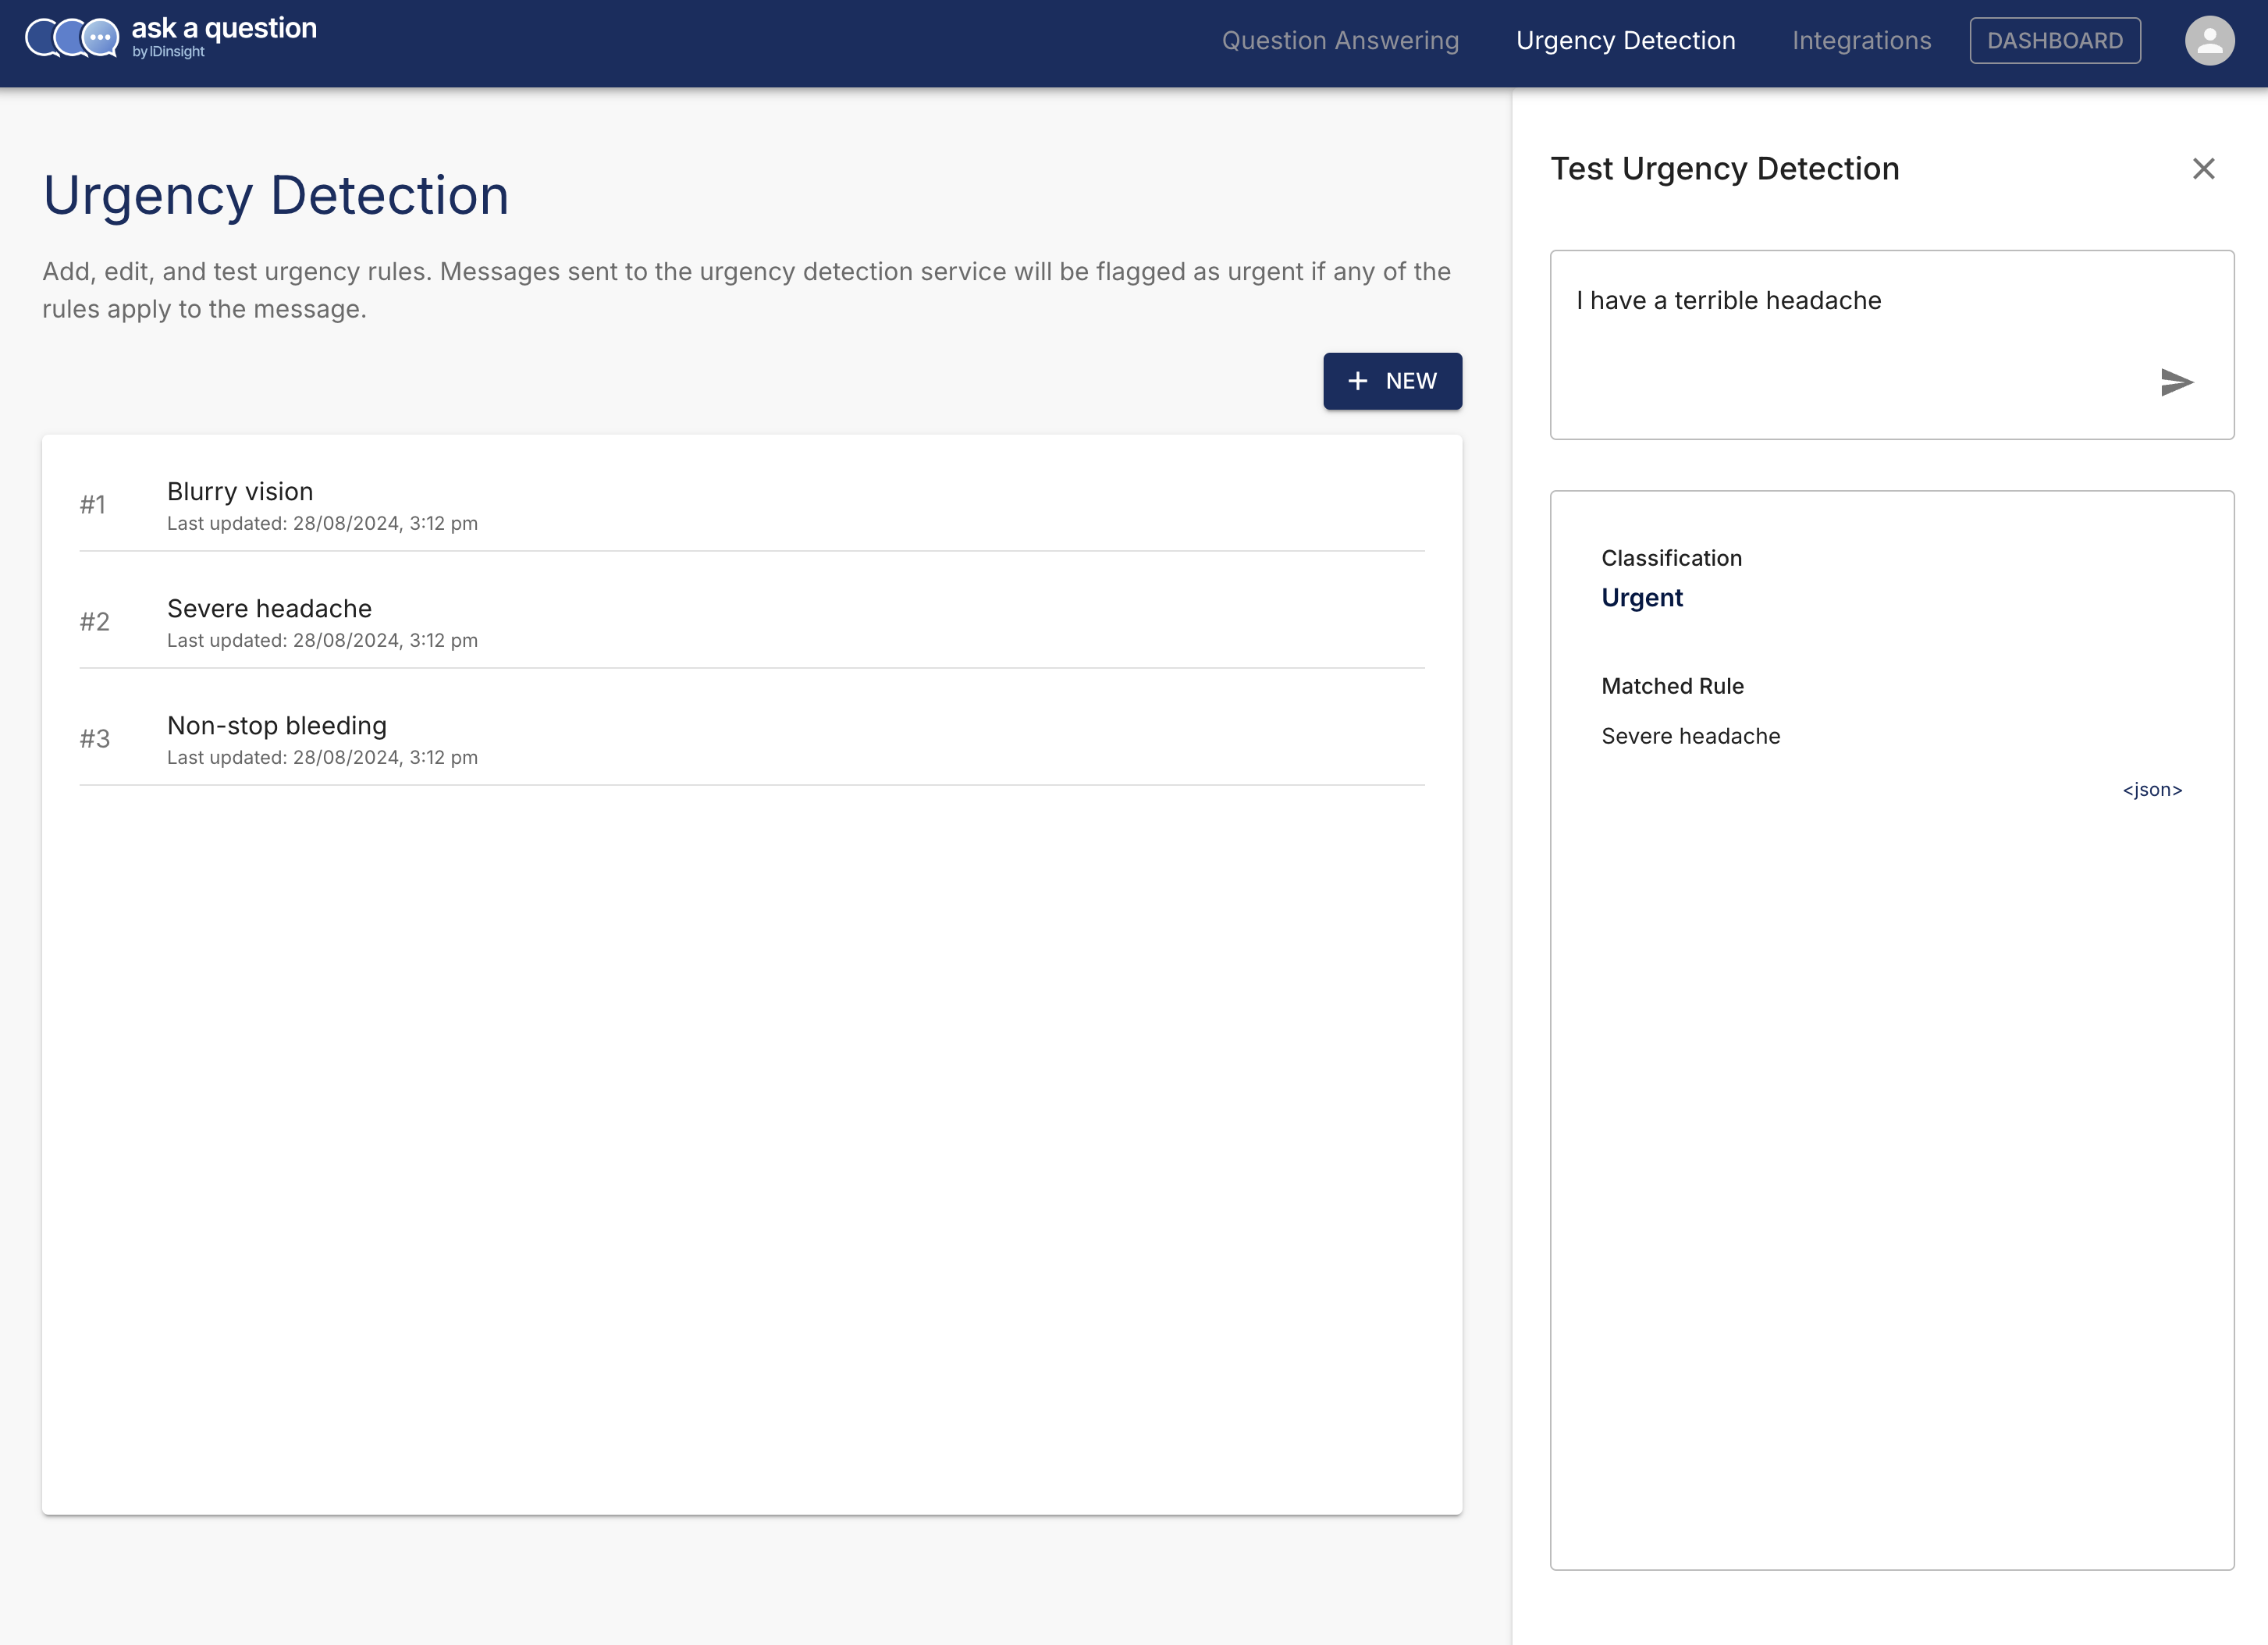 ask a question
by IDinsight
Question Answering
Urgency Detection
Integrations
DASHBOARD
Urgency Detection
Add, edit, and test urgency rules. Messages sent to the urgency detection service will be flagged as urgent if any of the
rules apply to the message.
+ NEW
#1
Blurry vision
Last updated: 28/08/2024, 3:12 pm
#2
Severe headache
Last updated: 28/08/2024, 3:12 pm
#3
Non-stop bleeding
Last updated: 28/08/2024, 3:12 pm
Test Urgency Detection
I have a terrible headache
Classification
Urgent
Matched Rule
Severe headache
<json>